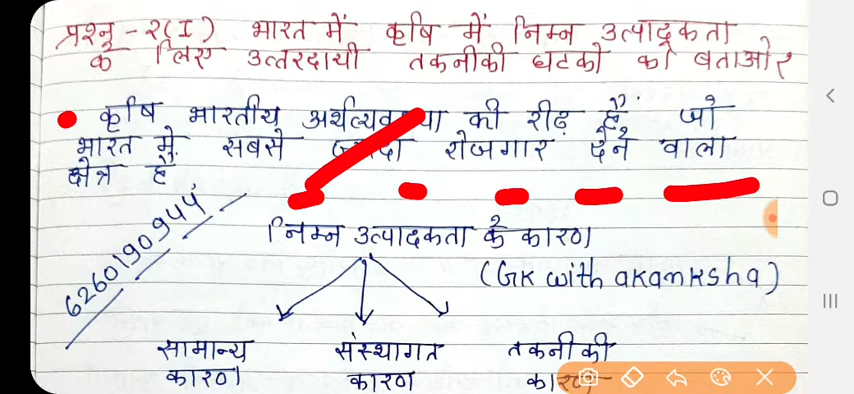 प्रश्न - २(I) भारत में कृषि में निम्न उत्पादकता
के लिए उत्तरदायी तकनीकी घटको को बताओ?
कृषि भारतीय अर्थव्यवस्था की रीढ़ है जो
भारत में सबसे ज्यादा रोजगार देने वाला
क्षेत्र है
6260190944
निम्न उत्पादकता के कारण
(GK with akanksha)
सामान्य कारण
संस्थागत कारण
तकनीकी कारण